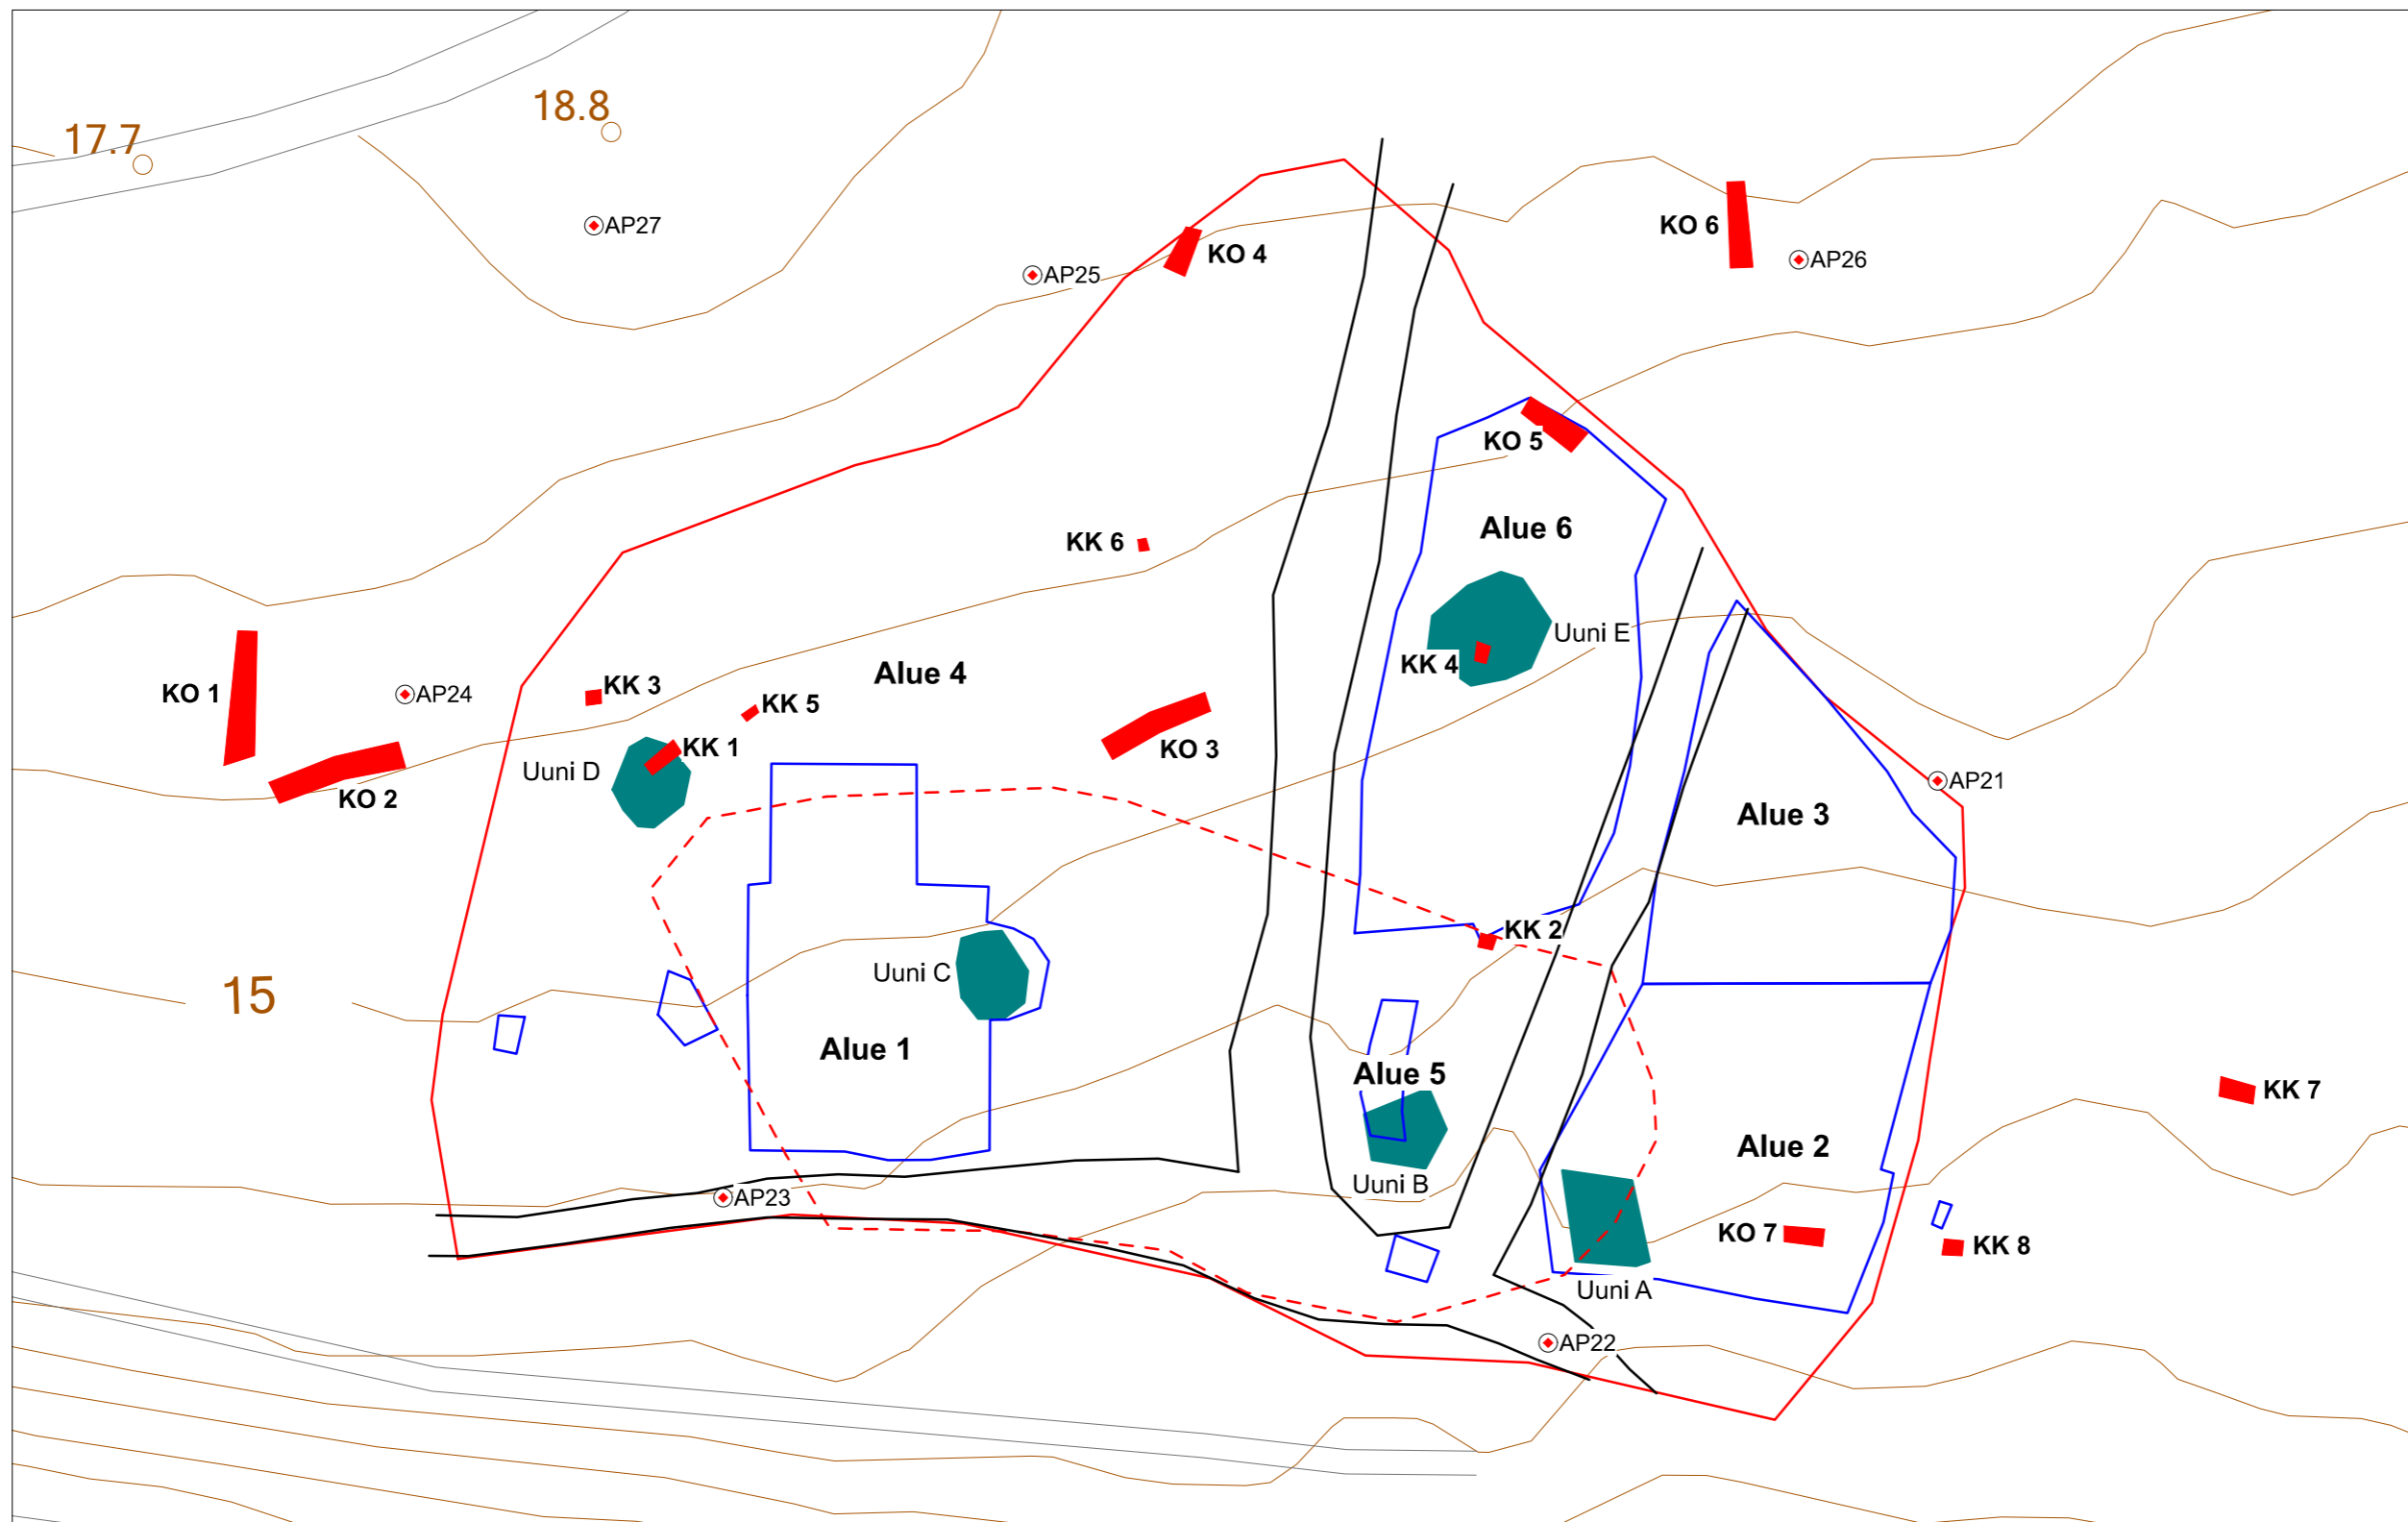 18.8
17.7
AP27
KO 6
KO 4
AP26
AP25
KO 5
Alue 6
KK 6
Uuni E
KK 4
Alue 4
KK 3
KO 1
AP24
KK 5
KK 1
KO 3
Uuni D
AP21
KO 2
Alue 3
KK 2
Uuni C
15
Alue 1
Alue 5
KK 7
Alue 2
Uuni B
AP23
KO 7
KK 8
Uuni A
AP22